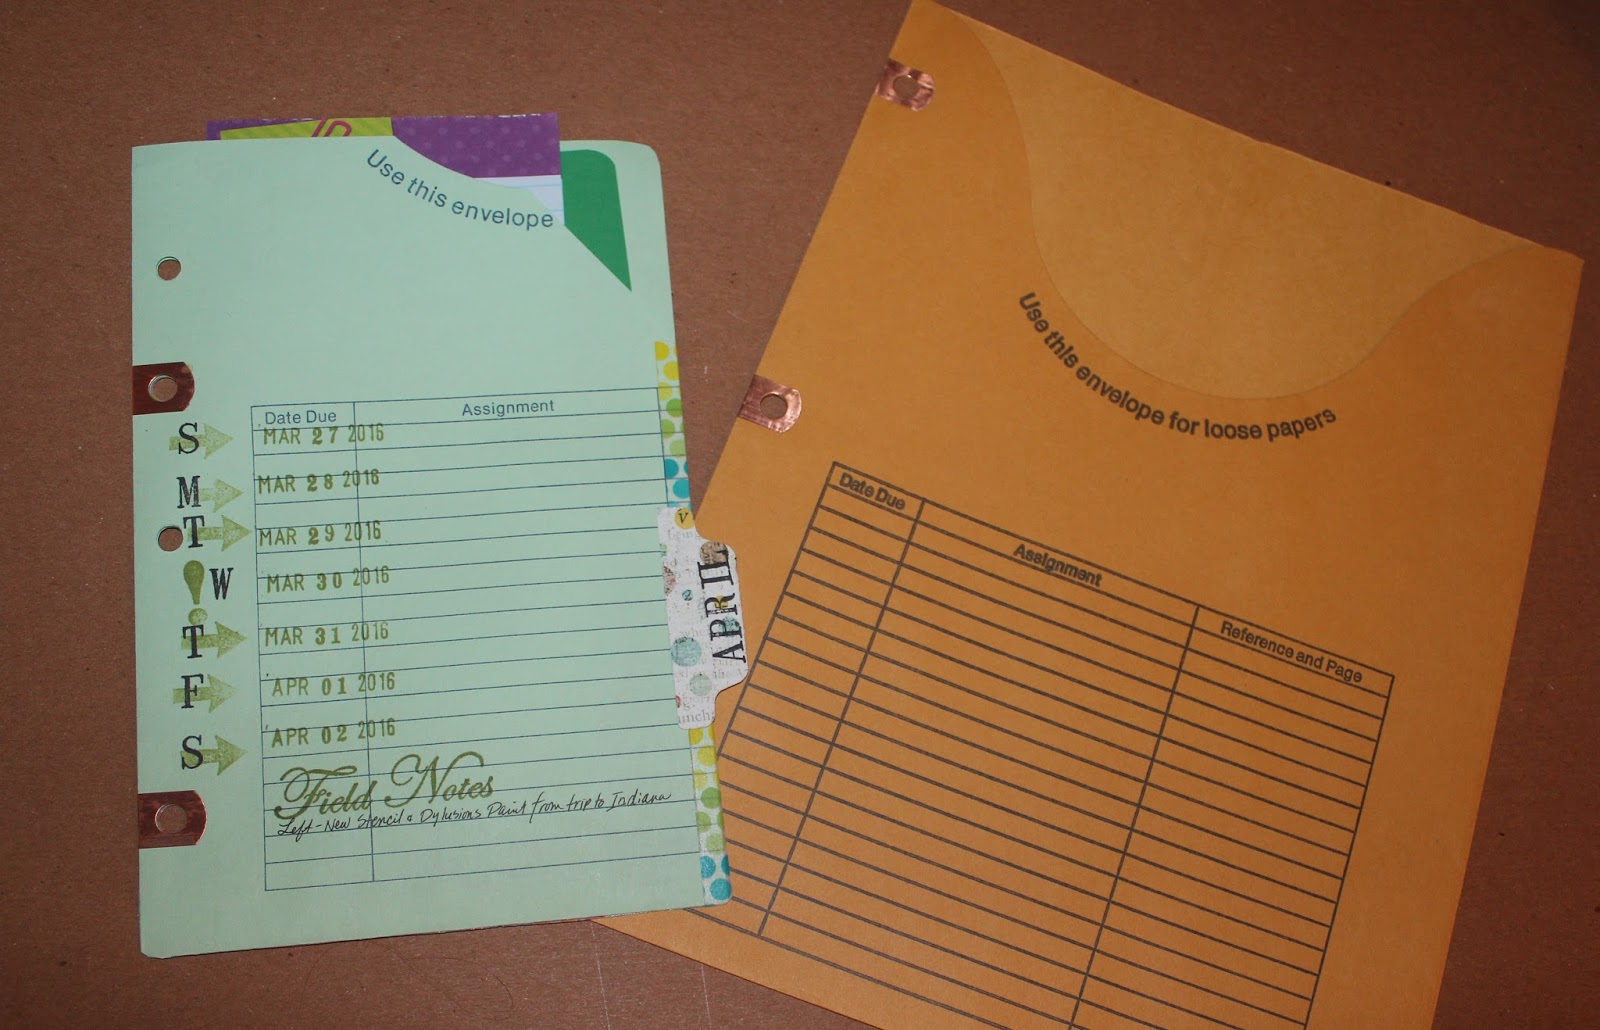 Use this envelope
Date Due Assignment
S MAR 27 2016
M MAR 28 2016
T MAR 29 2016
W MAR 30 2016
T MAR 31 2016
F APR 01 2016
S APR 02 2016
Field Notes
Left-New Stencil & Dylusions Paint from trip to Indiana
V
APRIL
Use this envelope for loose papers
Date Due Assignment Reference and Page